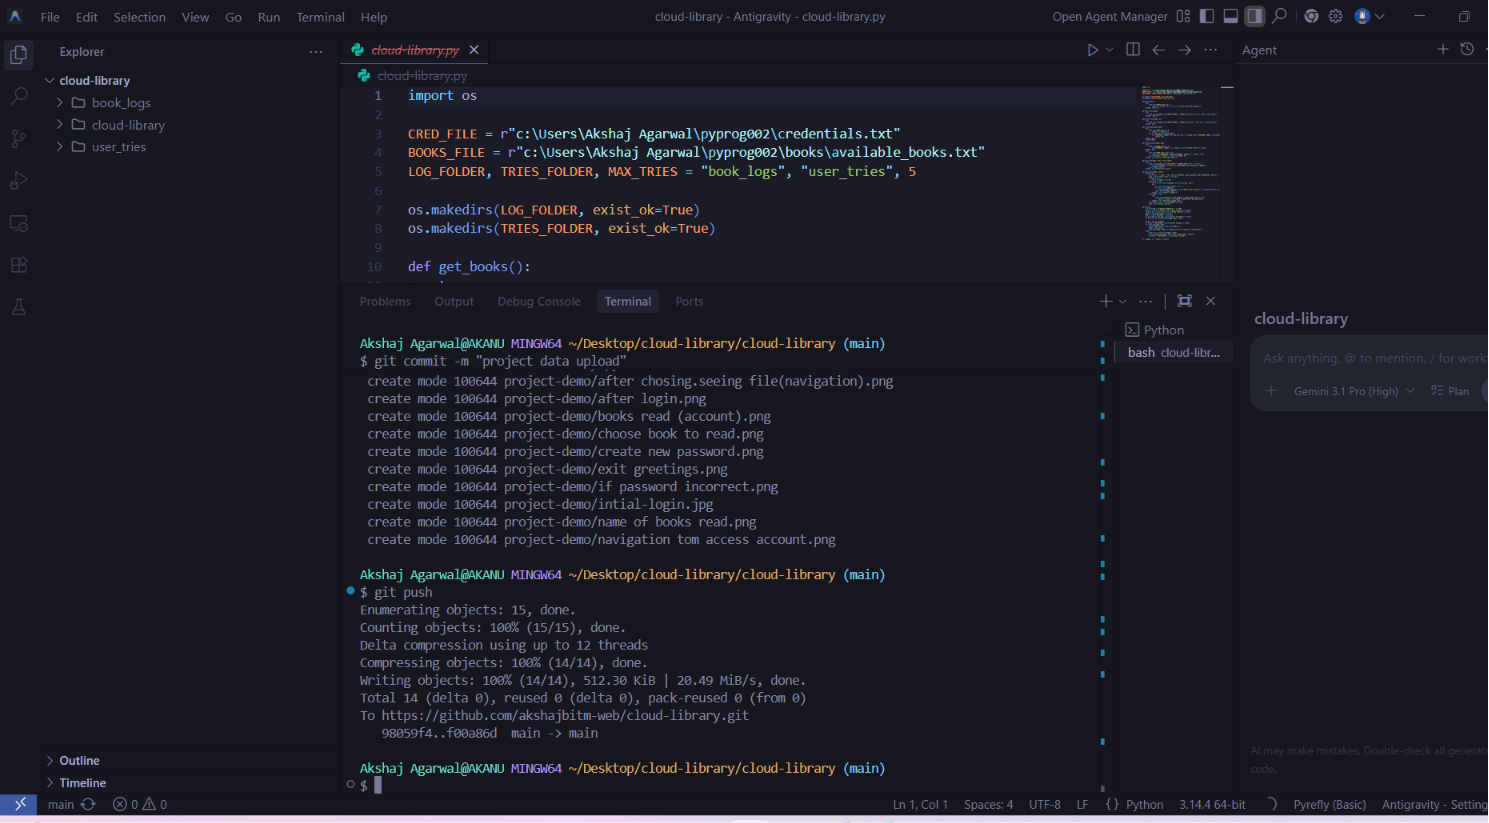 File Edit Selection View Go Run Terminal Help
cloud-library - Antigravity - cloud-library.py
Open Agent Manager
Explorer
cloud-library
book_logs
cloud-library
user_tries
Outline
Timeline
cloud-library.py
cloud-library.py
1 import os
2
3 CRED_FILE = r"c:\Users\Akshaj Agarwal\pyprog002\credentials.txt"
4 BOOKS_FILE = r"c:\Users\Akshaj Agarwal\pyprog002\books\available_books.txt"
5 LOG_FOLDER, TRIES_FOLDER, MAX_TRIES = "book_logs", "user_tries", 5
6
7 os.makedirs(LOG_FOLDER, exist_ok=True)
8 os.makedirs(TRIES_FOLDER, exist_ok=True)
9
10 def get_books():
Problems Output Debug Console Terminal Ports
Akshaj Agarwal@AKANU MINGW64 ~/Desktop/cloud-library/cloud-library (main)
$ git commit -m "project data upload"
create mode 100644 project-demo/after chosing.seeing file(navigation).png
create mode 100644 project-demo/after login.png
create mode 100644 project-demo/books read (account).png
create mode 100644 project-demo/choose book to read.png
create mode 100644 project-demo/create new password.png
create mode 100644 project-demo/exit greetings.png
create mode 100644 project-demo/if password incorrect.png
create mode 100644 project-demo/intial-login.jpg
create mode 100644 project-demo/name of books read.png
create mode 100644 project-demo/navigation tom access account.png
Akshaj Agarwal@AKANU MINGW64 ~/Desktop/cloud-library/cloud-library (main)
$ git push
Enumerating objects: 15, done.
Counting objects: 100% (15/15), done.
Delta compression using up to 12 threads
Compressing objects: 100% (14/14), done.
Writing objects: 100% (14/14), 512.30 KiB | 20.49 MiB/s, done.
Total 14 (delta 0), reused 0 (delta 0), pack-reused 0 (from 0)
To https://github.com/akshajbitm-web/cloud-library.git
98059f4..f00a86d main -> main
Akshaj Agarwal@AKANU MINGW64 ~/Desktop/cloud-library/cloud-library (main)
$
Python
bash cloud-libr...
Agent
cloud-library
Ask anything, @ to mention, / for work
Gemini 3.1 Pro (High) Plan
AI may make mistakes. Double-check all generate
code.
main 0 0
Ln 1, Col 1 Spaces: 4 UTF-8 LF {} Python 3.14.4 64-bit Pyrefly (Basic) Antigravity - Setting